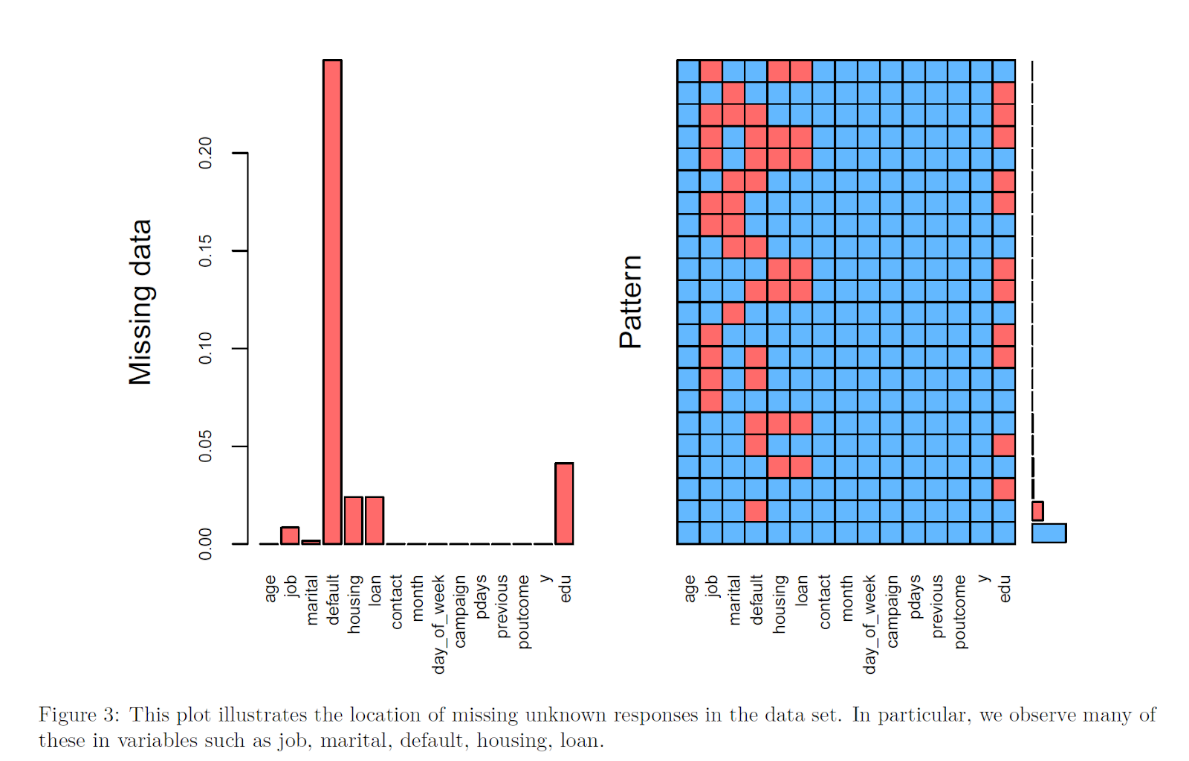 Missing data
0.00
0.05
0.10
0.15
0.20
age
job
marital
default
housing
loan
contact
month
day_of_week
campaign
pdays
previous
poutcome
y
edu
Pattern
age
job
marital
default
housing
loan
contact
month
day_of_week
campaign
pdays
previous
poutcome
y
edu
Figure 3: This plot illustrates the location of missing unknown responses in the data set. In particular, we observe many of
these in variables such as job, marital, default, housing, loan.